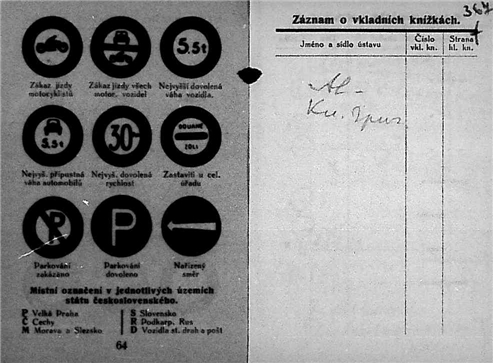 5.5t
Zákaz jízdy motocyklistů
Zákaz jízdy všech motor. vozidel
Nejvyšší dovolená váha vozidla.
5.5t
30
DOUANE
ZOLL
Nejvyš. přípustná váha automobilů
Nejvyš. dovolená rychlost
Zastaviti u cel. úřadu
P
P
Parkování zakázáno
Parkování dovoleno
Nařízený směr
Místní označení v jednotlivých územích
státu československého.
P Velká Praha
Č Čechy
M Morava a Slezsko
S Slovensko
R Podkarp. Rus
D Vozidla st. drah a pošt
64
367
Záznam o vkladních knížkách.
Jméno a sídlo ústavu
Číslo vkl. kn.
Strana hl. kn.